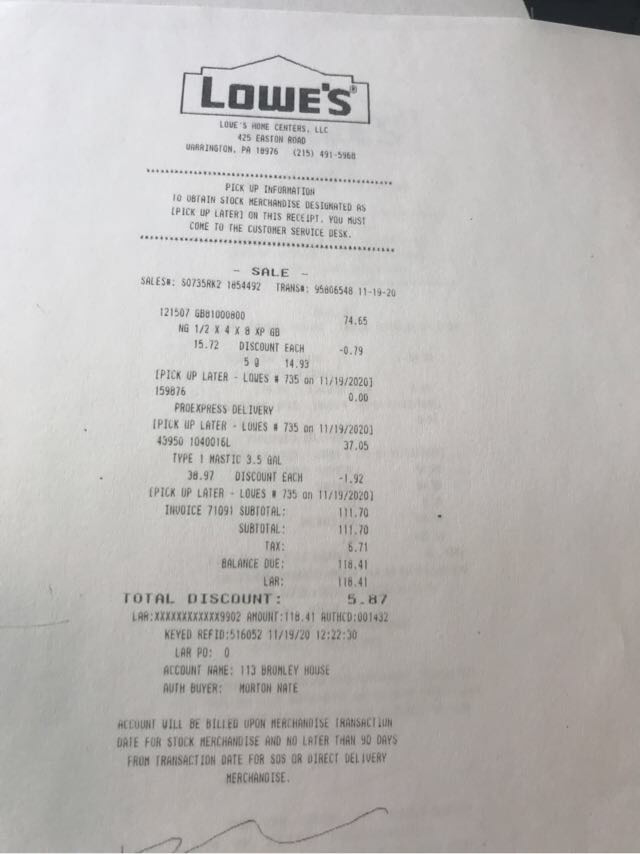 LOWE'S®
LOWE'S HOME CENTERS, LLC
425 EASTON ROAD
WARRINGTON, PA 18976 (215) 491-5968
****************************************
PICK UP INFORMATION
TO OBTAIN STOCK MERCHANDISE DESIGNATED AS
[PICK UP LATER] ON THIS RECEIPT, YOU MUST
COME TO THE CUSTOMER SERVICE DESK.
****************************************
- SALE -
SALES#: S0735RK2 1854492 TRANS#: 95806548 11-19-20
121507 GB81000800 74.65
NG 1/2 X 4 X 8 XP GB
15.72 DISCOUNT EACH -0.79
5 @ 14.93
[PICK UP LATER - LOWES # 735 on 11/19/2020]
159876 0.00
PROEXPRESS DELIVERY
[PICK UP LATER - LOWES # 735 on 11/19/2020]
43950 1040016L 37.05
TYPE 1 MASTIC 3.5 GAL
38.97 DISCOUNT EACH -1.92
[PICK UP LATER - LOWES # 735 on 11/19/2020]
INVOICE 71091 SUBTOTAL: 111.70
SUBTOTAL: 111.70
TAX: 6.71
BALANCE DUE: 118.41
LAR: 118.41
TOTAL DISCOUNT: 5.87
LAR:XXXXXXXXXXXX9902 AMOUNT:118.41 AUTHCD:001432
KEYED REFID:516052 11/19/20 12:22:30
LAR PO: 0
ACCOUNT NAME: 113 BROMLEY HOUSE
AUTH BUYER: MORTON NATE
ACCOUNT WILL BE BILLED UPON MERCHANDISE TRANSACTION
DATE FOR STOCK MERCHANDISE AND NO LATER THAN 90 DAYS
FROM TRANSACTION DATE FOR SOS OR DIRECT DELIVERY
MERCHANDISE.